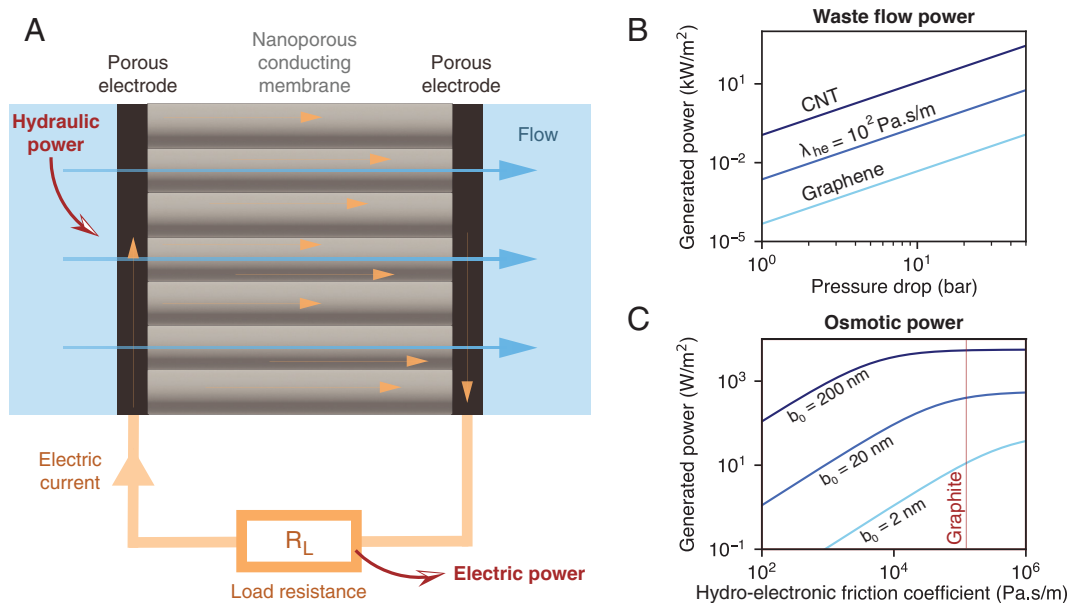 A
Nanoporous
conducting
membrane
Porous
electrode
Porous
electrode
Hydraulic
power
Flow
Electric
current
R_L
Load resistance
Electric power
B
Waste flow power
Generated power (kW/m²)
10¹
10⁻²
10⁻⁵
CNT
λ_he = 10² Pa.s/m
Graphene
10⁰
10¹
Pressure drop (bar)
C
Osmotic power
Generated power (W/m²)
10³
10¹
10⁻¹
b₀ = 200 nm
b₀ = 20 nm
b₀ = 2 nm
Graphite
10²
10⁴
10⁶
Hydro-electronic friction coefficient (Pa.s/m)